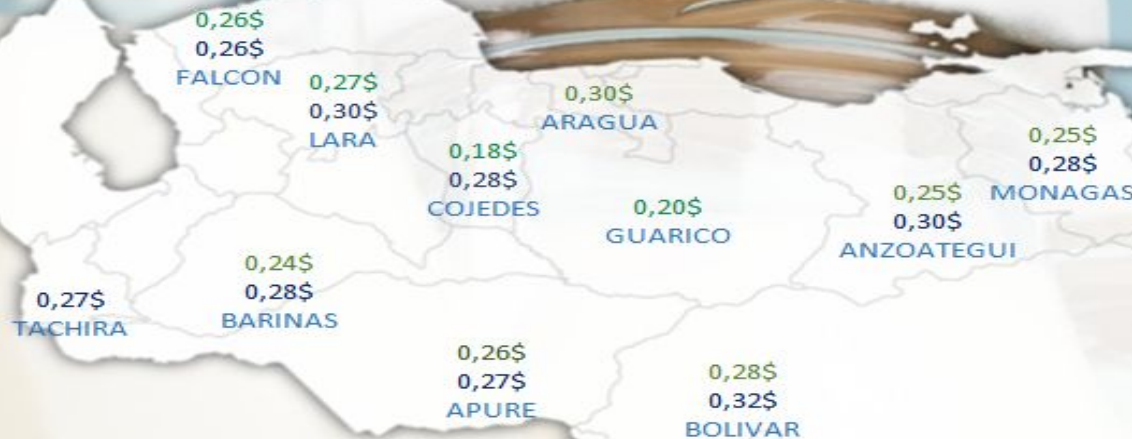 0,26$
0,26$
FALCON
0,27$
0,30$
LARA
0,30$
ARAGUA
0,18$
0,28$
COJEDES
0,20$
GUARICO
0,25$
0,28$
MONAGAS
0,25$
0,30$
ANZOATEGUI
0,27$
TACHIRA
0,24$
0,28$
BARINAS
0,26$
0,27$
APURE
0,28$
0,32$
BOLIVAR